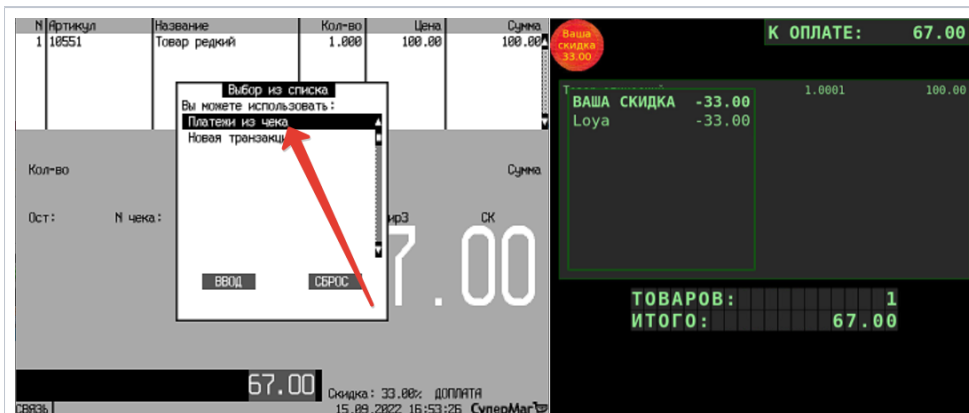 N Артикул Название Кол-во Цена Сумма
1 10551 Товар редкий 1.000 100.00 100.00
Выбор из списка
Вы можете использовать:
Платежи из чека
Новая
Кол-во Сумма
Ост: N чека: СК
7.00
ВВОД СБРОС
67.00 Скидка: 33.00% ДОПЛАТА
СВЯЗЬ 15.09.2022 16:53:26 СуперМаг
Ваша
скидка
33.00
К ОПЛАТЕ: 67.00
1.0001 100.00
ВАША СКИДКА -33.00
Loya -33.00
ТОВАРОВ: 1
ИТОГО: 67.00